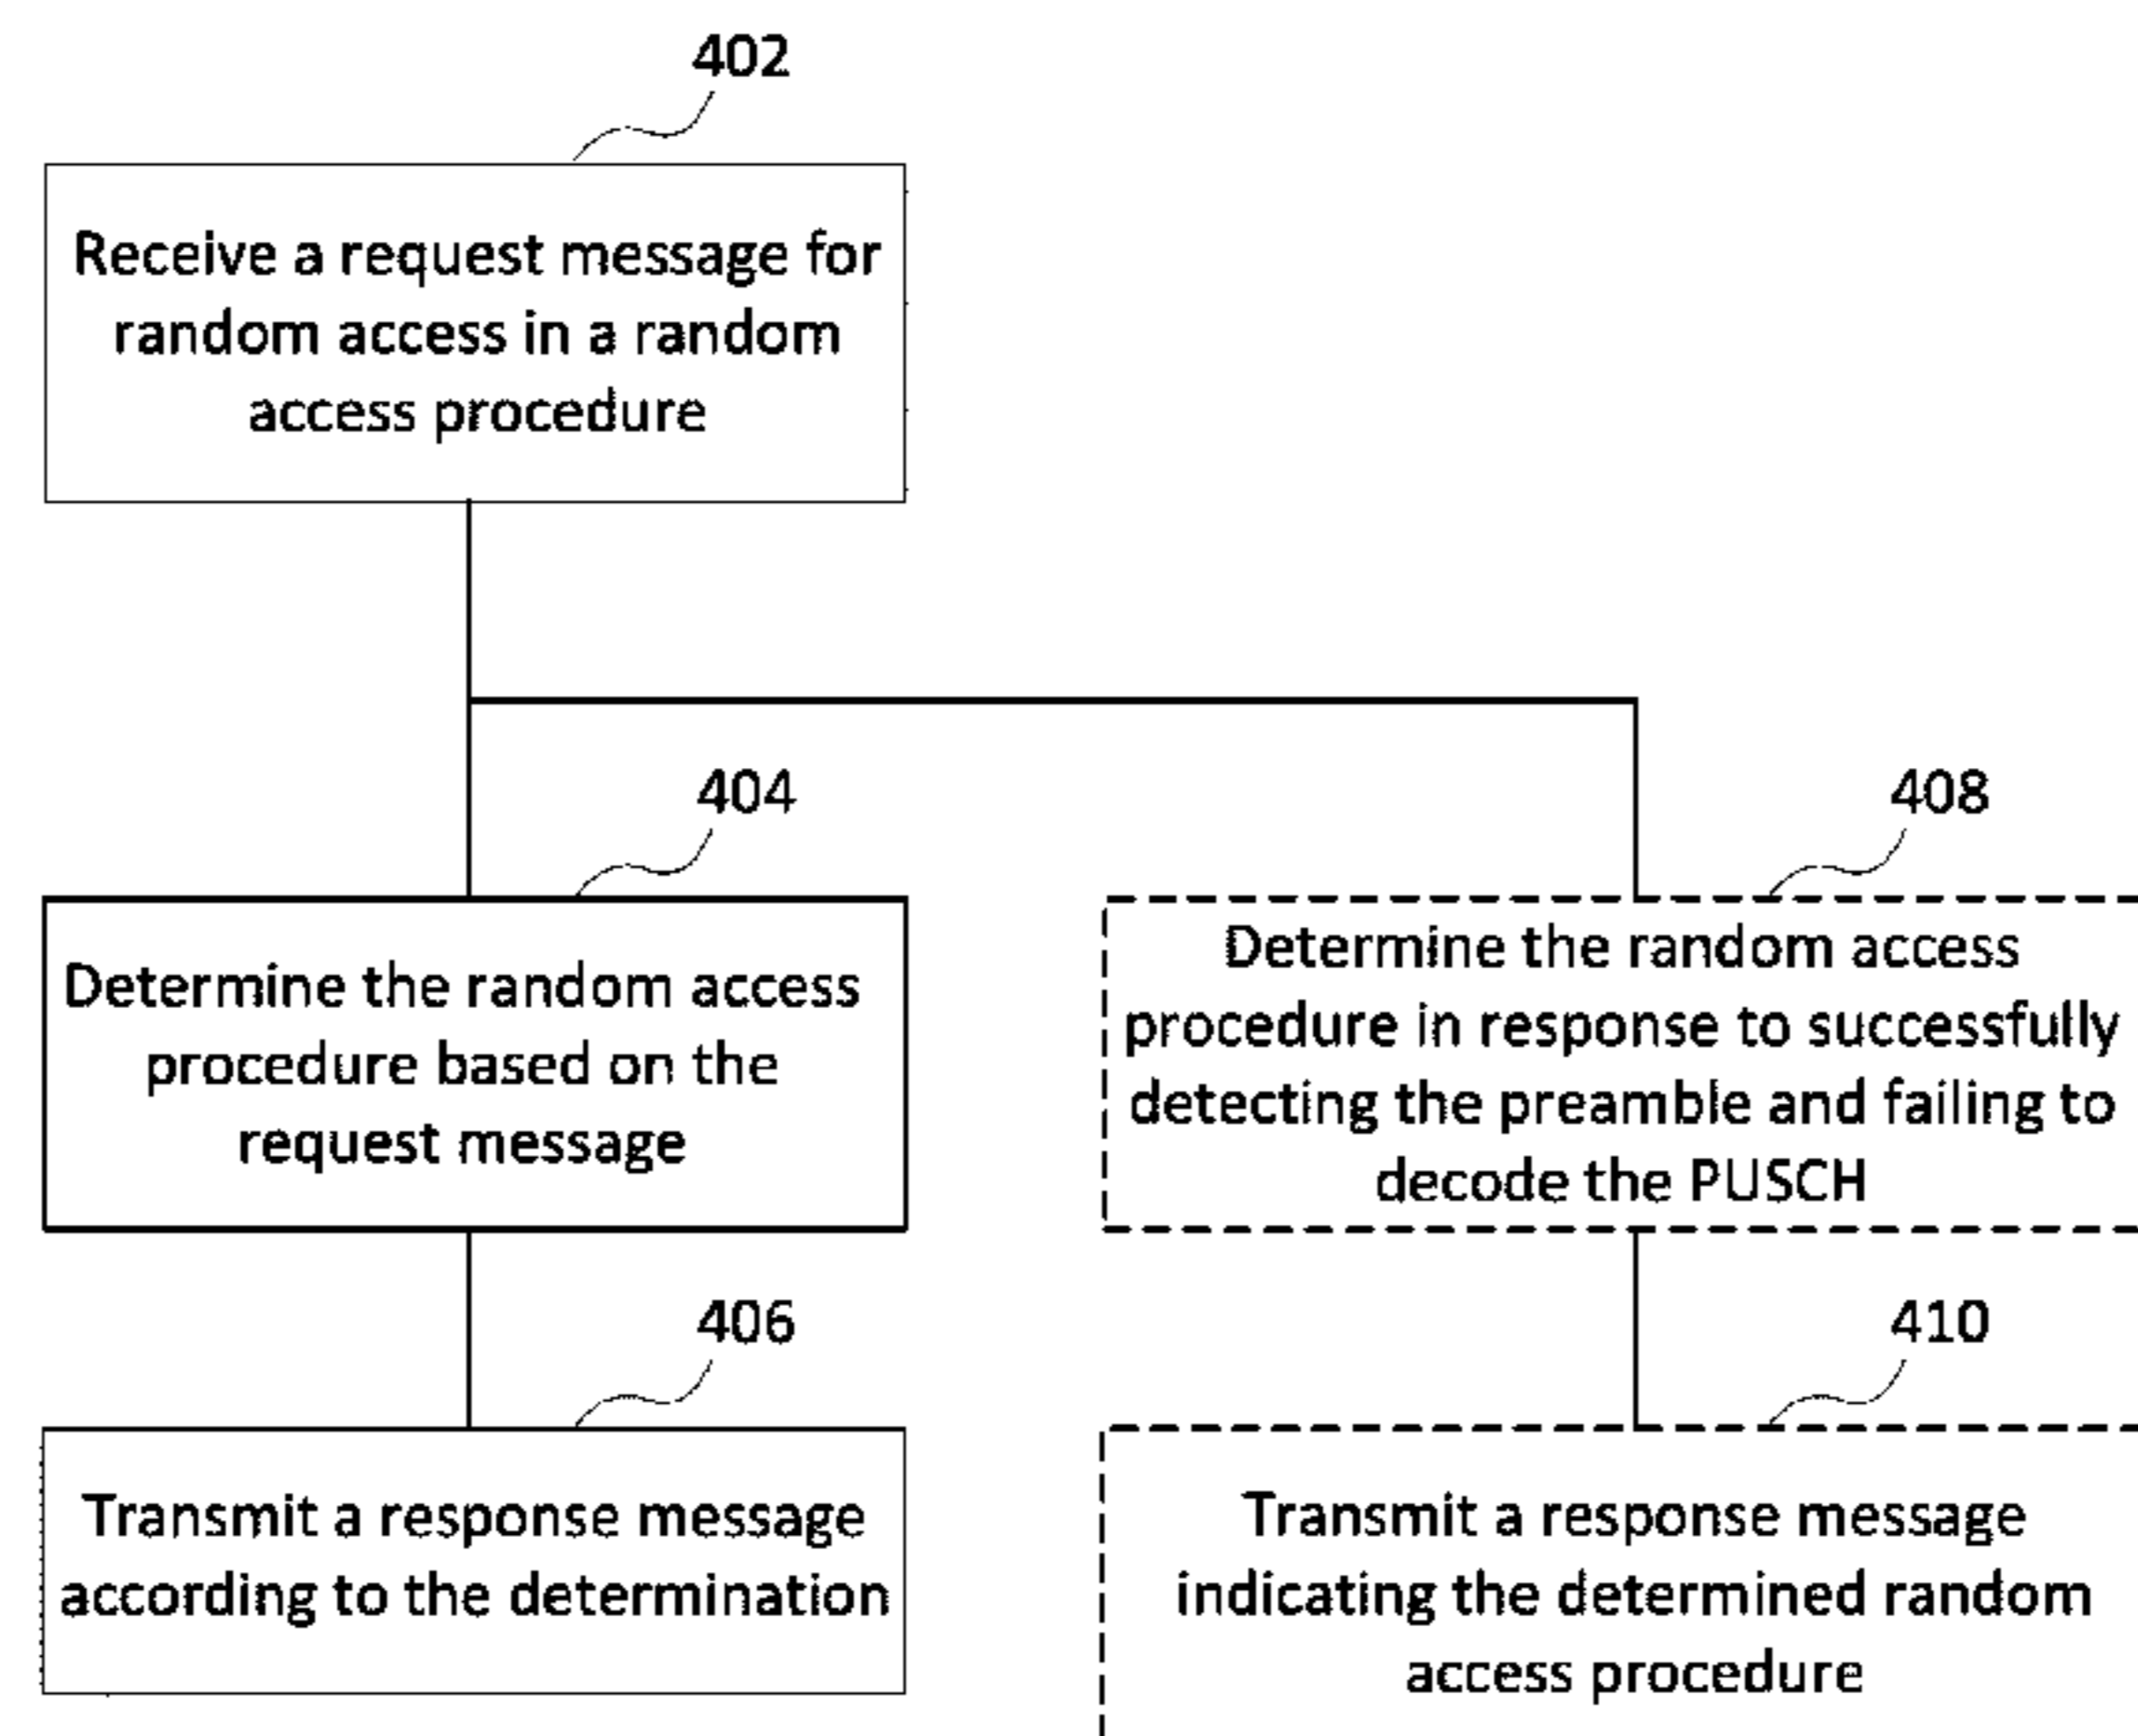 402
Receive a request message for
random access in a random
access procedure
404
Determine the random access
procedure based on the
request message
406
Transmit a response message
according to the determination
408
Determine the random access
procedure in response to successfully
detecting the preamble and failing to
decode the PUSCH
410
Transmit a response message
indicating the determined random
access procedure